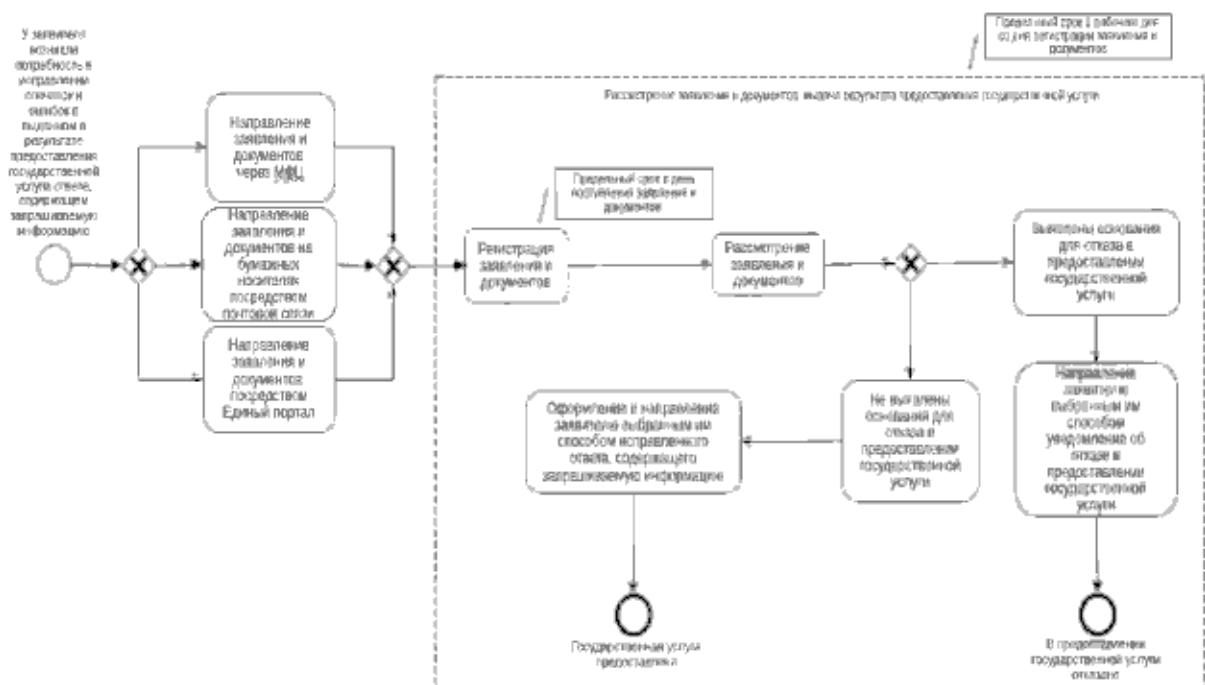 У заявителя
возникла
потребность в
исправлении
опечаток и
ошибок в
выданном в
результате
предоставления
государственной
услуги ответе,
содержащем
запрашиваемую
информацию
Направление
заявления и
документов
через МФЦ
Направление
заявления и
документов на
бумажных
носителях
посредством
почтовой связи
Направление
заявления и
документов
посредством
Единый портал
Предельный срок рабочих дня
со дня регистрации заявления и
документов
Рассмотрение заявления и документов, выдача результата предоставления государственной услуги
Предельный срок в день
поступления заявления и
документов
Регистрация
заявления и
документов
Рассмотрение
заявления и
документов
Выявлены основания
для отказа в
предоставлении
государственной
услуги
Не выявлены
основания для
отказа в
предоставлении
государственной
услуги
Направление
заявителю
выбранным им
способом
уведомления об
отказе в
предоставлении
государственной
услуги
Оформление и направление
заявителю выбранным им
способом исправленного
ответа, содержащего
запрашиваемую информацию
Государственная услуга
предоставлена
В предоставлении
государственной услуги
отказано